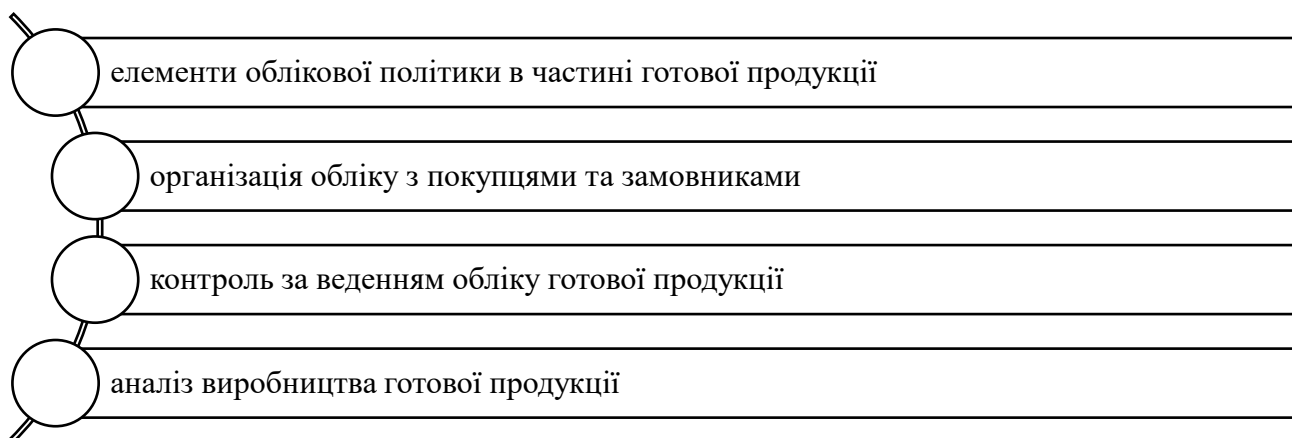 елементи облікової політики в частині готової продукції
організація обліку з покупцями та замовниками
контроль за веденням обліку готової продукції
аналіз виробництва готової продукції